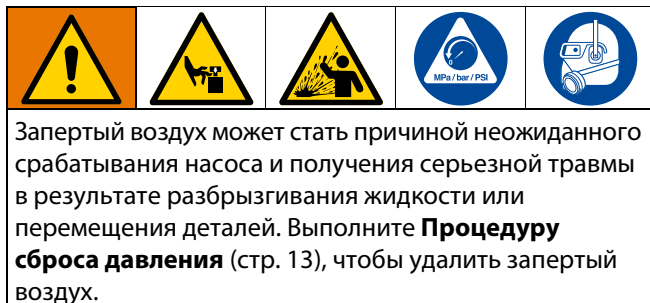 MPa/bar/PSI
Запертый воздух может стать причиной неожиданного
срабатывания насоса и получения серьезной травмы
в результате разбрызгивания жидкости или
перемещения деталей. Выполните Процедуру
сброса давления (стр. 13), чтобы удалить запертый
воздух.